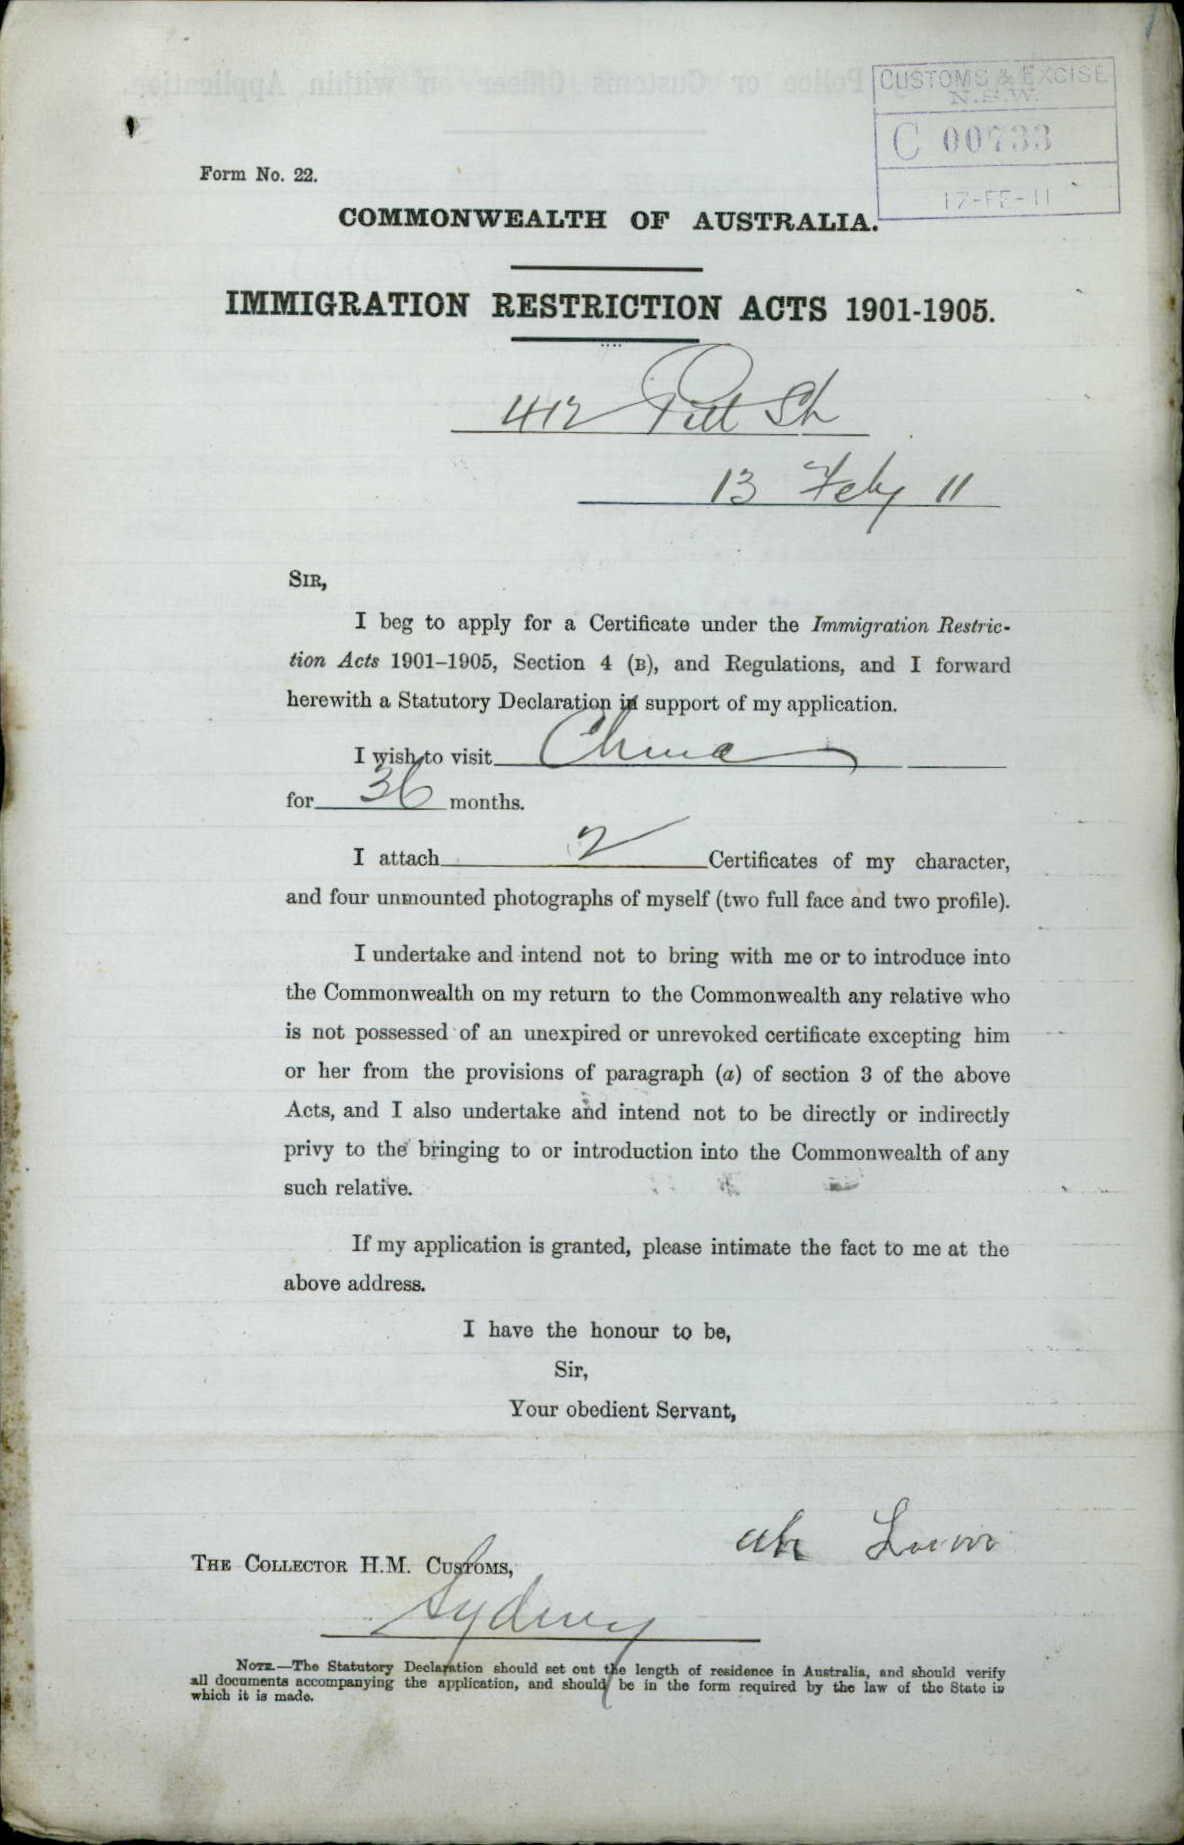 CUSTOMS & EXCISE
N.S.W.
C 00733
Form No. 22.
COMMONWEALTH OF AUSTRALIA.
IMMIGRATION RESTRICTION ACTS 1901-1905.
412 Pitt St
13 Feby 11
SIR,
I beg to apply for a Certificate under the Immigration Restric-
tion Acts 1901–1905, Section 4 (B), and Regulations, and I forward
herewith a Statutory Declaration in support of my application.
I wish to visit China
for 36 months.
I attach 2 Certificates of my character,
and four unmounted photographs of myself (two full face and two profile).
I undertake and intend not to bring with me or to introduce into
the Commonwealth on my return to the Commonwealth any relative who
is not possessed of an unexpired or unrevoked certificate excepting him
or her from the provisions of paragraph (a) of section 3 of the above
Acts, and I also undertake and intend not to be directly or indirectly
privy to the bringing to or introduction into the Commonwealth of any
such relative.
If my application is granted, please intimate the fact to me at the
above address.
I have the honour to be,
Sir,
Your obedient Servant,
ah
THE COLLECTOR H.M. CUSTOMS,
Sydney
NOTE.—The Statutory Declaration should set out the length of residence in Australia, and should verify
all documents accompanying the application, and should be in the form required by the law of the State in
which it is made.